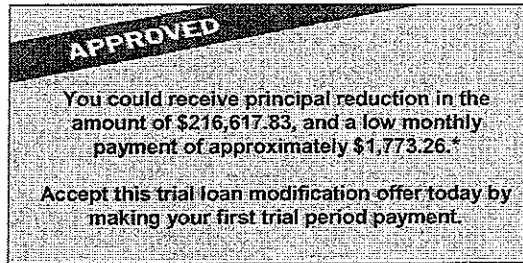 APPROVED
You could receive principal reduction in the
amount of $216,617.83, and a low monthly
payment of approximately $1,773.26.*
Accept this trial loan modification offer today by
making your first trial period payment.